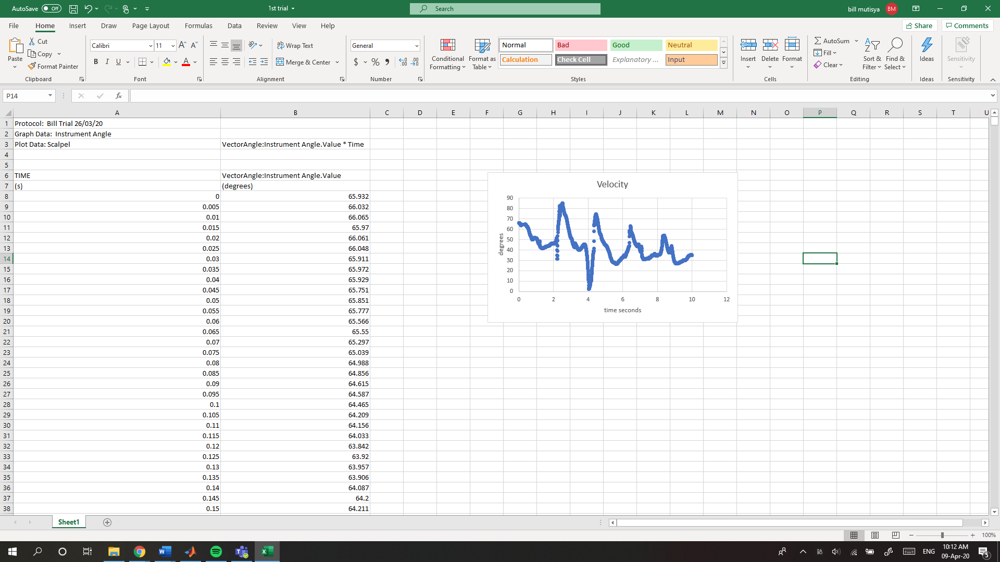 AutoSave Off 1st trial Search bill mutisya BM
File Home Insert Draw Page Layout Formulas Data Review View Help Share Comments
Paste Cut Copy Format Painter Clipboard
Calibri 11 A A B I U A Font
Wrap Text Merge & Center Alignment
General $ % Number
Conditional Formatting Format as Table
Normal Bad Good Neutral
Calculation Check Cell Explanatory ... Input
Styles
Insert Delete Format Cells
AutoSum Fill Clear Sort & Filter Find & Select Editing
Ideas Ideas
Sensitivity Sensitivity
P14 fx
A B C D E F G H I J K L M N O P Q R S T U
1 Protocol: Bill Trial 26/03/20
2 Graph Data: Instrument Angle
3 Plot Data: Scalpel VectorAngle:Instrument Angle.Value * Time
4
5
6 TIME VectorAngle:Instrument Angle.Value
7 (s) (degrees)
8 0 65.932
9 0.005 66.032
10 0.01 66.065
11 0.015 65.97
12 0.02 66.061
13 0.025 66.048
14 0.03 65.911
15 0.035 65.972
16 0.04 65.929
17 0.045 65.751
18 0.05 65.851
19 0.055 65.777
20 0.06 65.566
21 0.065 65.55
22 0.07 65.297
23 0.075 65.039
24 0.08 64.988
25 0.085 64.856
26 0.09 64.615
27 0.095 64.587
28 0.1 64.465
29 0.105 64.209
30 0.11 64.156
31 0.115 64.033
32 0.12 63.842
33 0.125 63.92
34 0.13 63.957
35 0.135 63.906
36 0.14 64.087
37 0.145 64.2
38 0.15 64.211
Velocity
90
80
70
60
50
40
30
20
10
0
degrees
0 2 4 6 8 10 12
time seconds
Sheet1
100%
ENG 10:12 AM
09-Apr-20 5